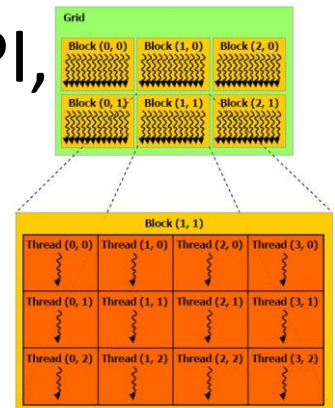 PI,
Grid
Block (0, 0) Block (1, 0) Block (2, 0)
Block (0, 1) Block (1, 1) Block (2, 1)
Block (1, 1)
Thread (0, 0) Thread (1, 0) Thread (2, 0) Thread (3, 0)
Thread (0, 1) Thread (1, 1) Thread (2, 1) Thread (3, 1)
Thread (0, 2) Thread (1, 2) Thread (2, 2) Thread (3, 2)